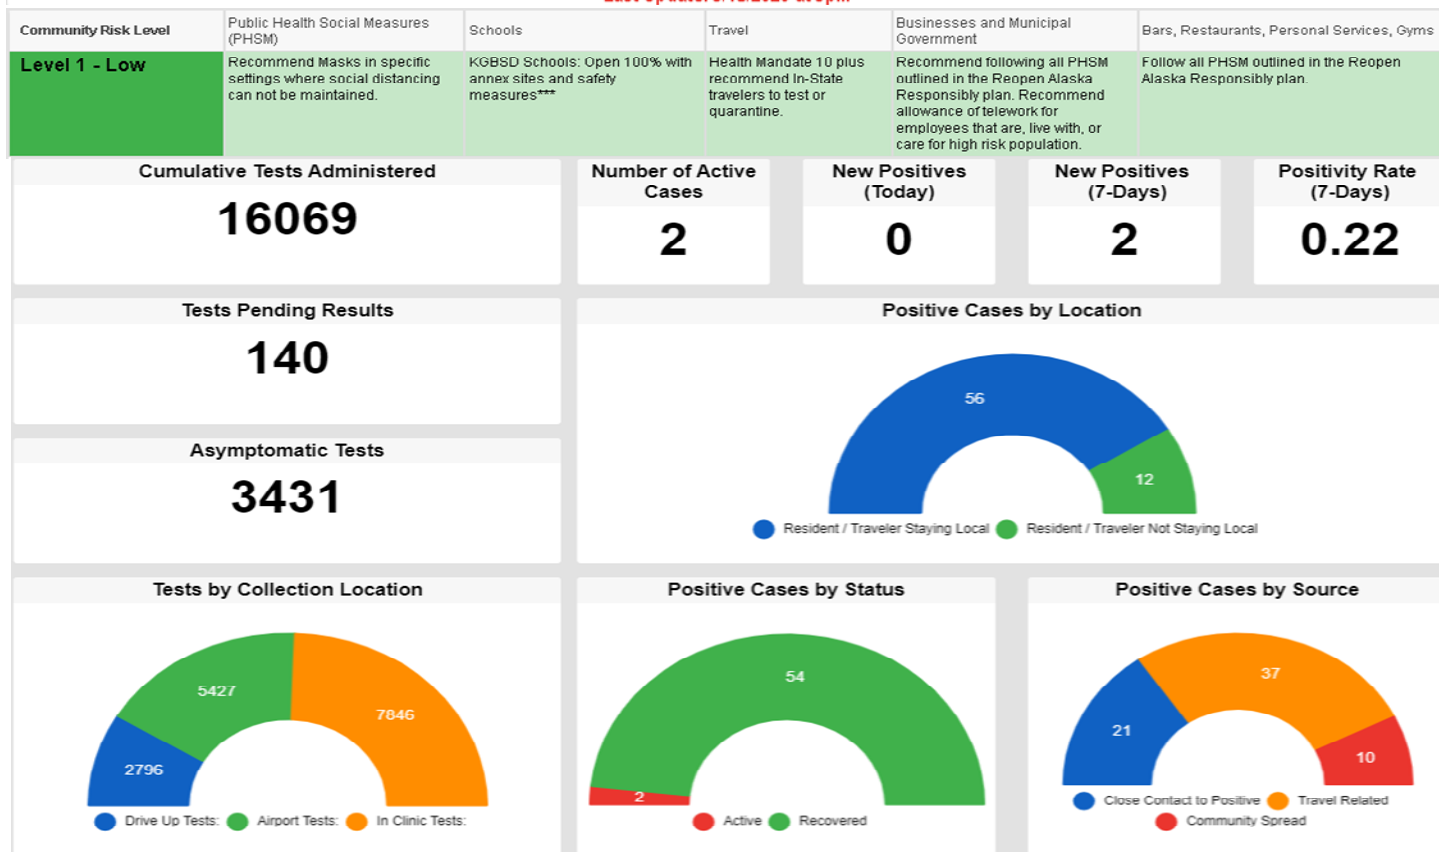 Community Risk Level
Public Health Social Measures
(PHSM)
Schools
Travel
Businesses and Municipal
Government
Bars, Restaurants, Personal Services, Gyms
Level 1 - Low
Recommend Masks in specific
settings where social distancing
can not be maintained.
KGBSD Schools: Open 100% with
annex sites and safety
measures***
Health Mandate 10 plus
recommend In-State
travelers to test or
quarantine.
Recommend following all PHSM
outlined in the Reopen Alaska
Responsibly plan. Recommend
allowance of telework for
employees that are, live with, or
care for high risk population.
Follow all PHSM outlined in the Reopen
Alaska Responsibly plan.
Cumulative Tests Administered
16069
Number of Active
Cases
2
New Positives
(Today)
0
New Positives
(7-Days)
2
Positivity Rate
(7-Days)
0.22
Tests Pending Results
140
Asymptomatic Tests
3431
Positive Cases by Location
56
12
Resident / Traveler Staying Local
Resident / Traveler Not Staying Local
Tests by Collection Location
5427
7846
2796
Drive Up Tests:
Airport Tests:
In Clinic Tests:
Positive Cases by Status
54
2
Active
Recovered
Positive Cases by Source
37
21
10
Close Contact to Positive
Travel Related
Community Spread